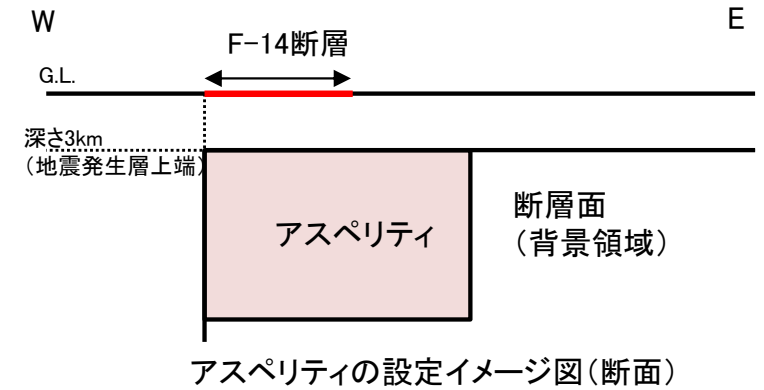 W
E
F-14断層
G.L.
深さ3km
（地震発生層上端）
アスペリティ
断層面
（背景領域）
アスペリティの設定イメージ図（断面）